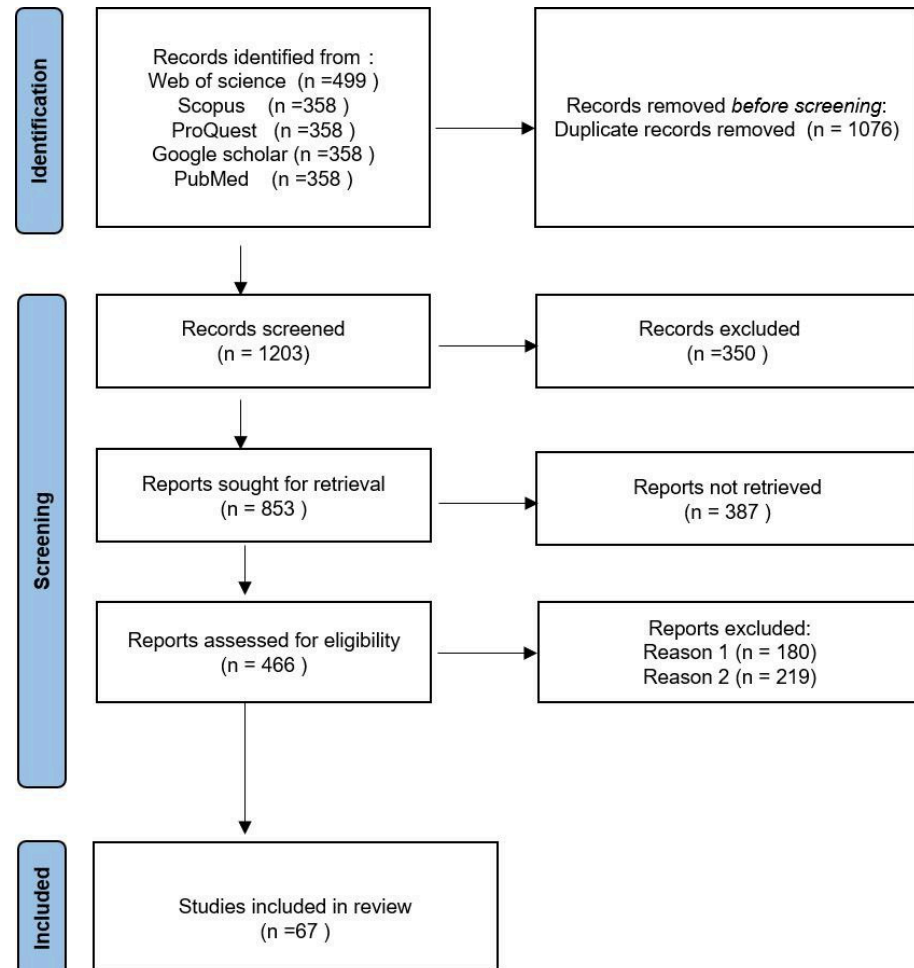 Identification
Records identified from :
Web of science (n =499 )
Scopus (n =358 )
ProQuest (n =358 )
Google scholar (n =358 )
PubMed (n =358 )
Records removed before screening:
Duplicate records removed (n = 1076)
Screening
Records screened
(n = 1203)
Records excluded
(n =350 )
Reports sought for retrieval
(n = 853 )
Reports not retrieved
(n = 387 )
Reports assessed for eligibility
(n = 466 )
Reports excluded:
Reason 1 (n = 180)
Reason 2 (n = 219)
Included
Studies included in review
(n =67 )